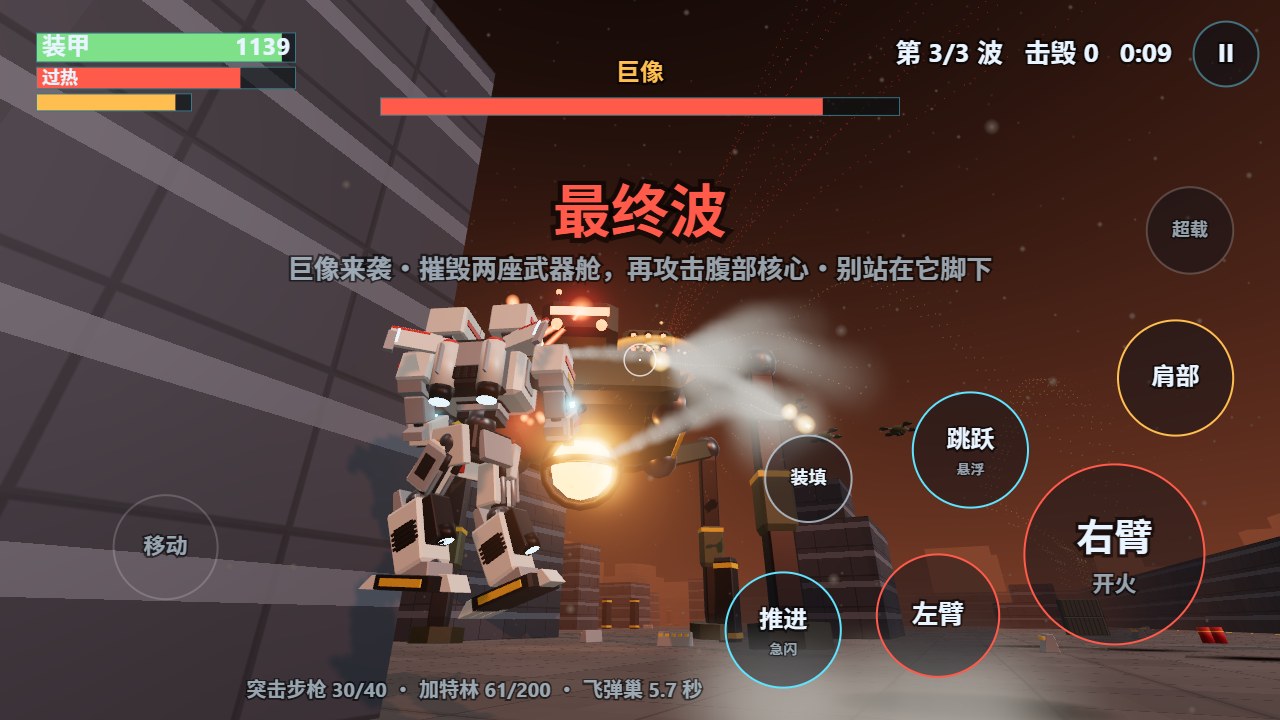 装甲 1139
过热
巨像
第 3/3 波 击毁 0 0:09
最终波
巨像来袭·摧毁两座武器舱，再攻击腹部核心·别站在它脚下
超载
肩部
跳跃
悬浮
装填
移动
右臂
开火
推进
急闪
左臂
突击步枪 30/40 · 加特林 61/200 · 飞弹巢 5.7 秒